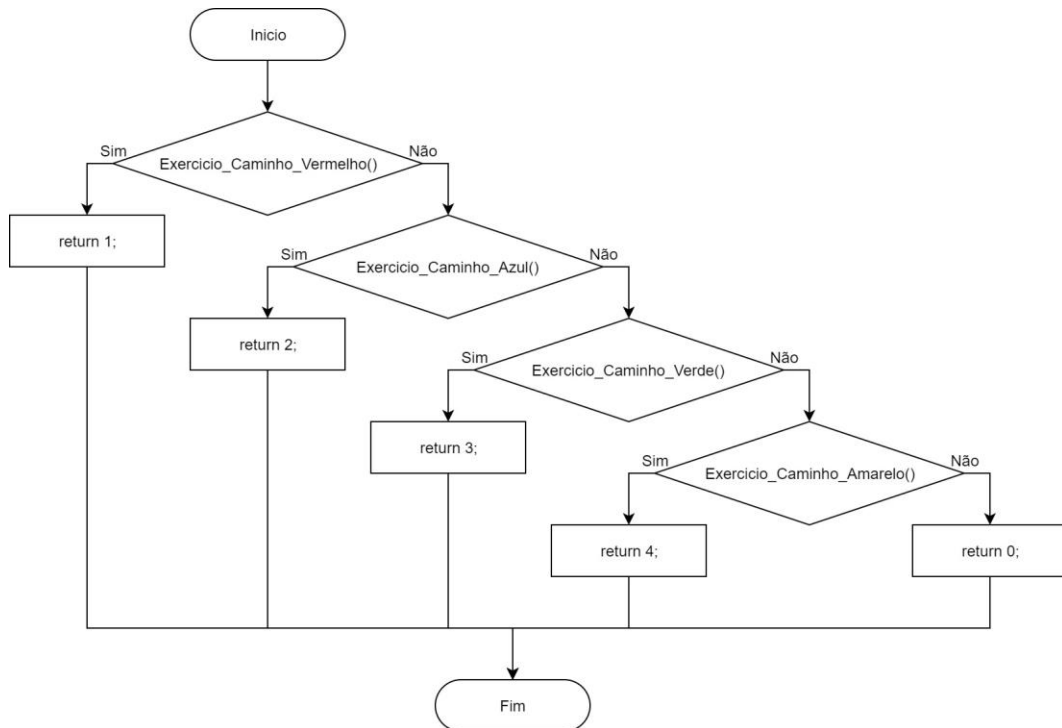 Inicio
Sim
Não
Exercicio_Caminho_Vermelho()
return 1;
Sim
Não
Exercicio_Caminho_Azul()
return 2;
Sim
Não
Exercicio_Caminho_Verde()
return 3;
Sim
Não
Exercicio_Caminho_Amarelo()
return 4;
return 0;
Fim